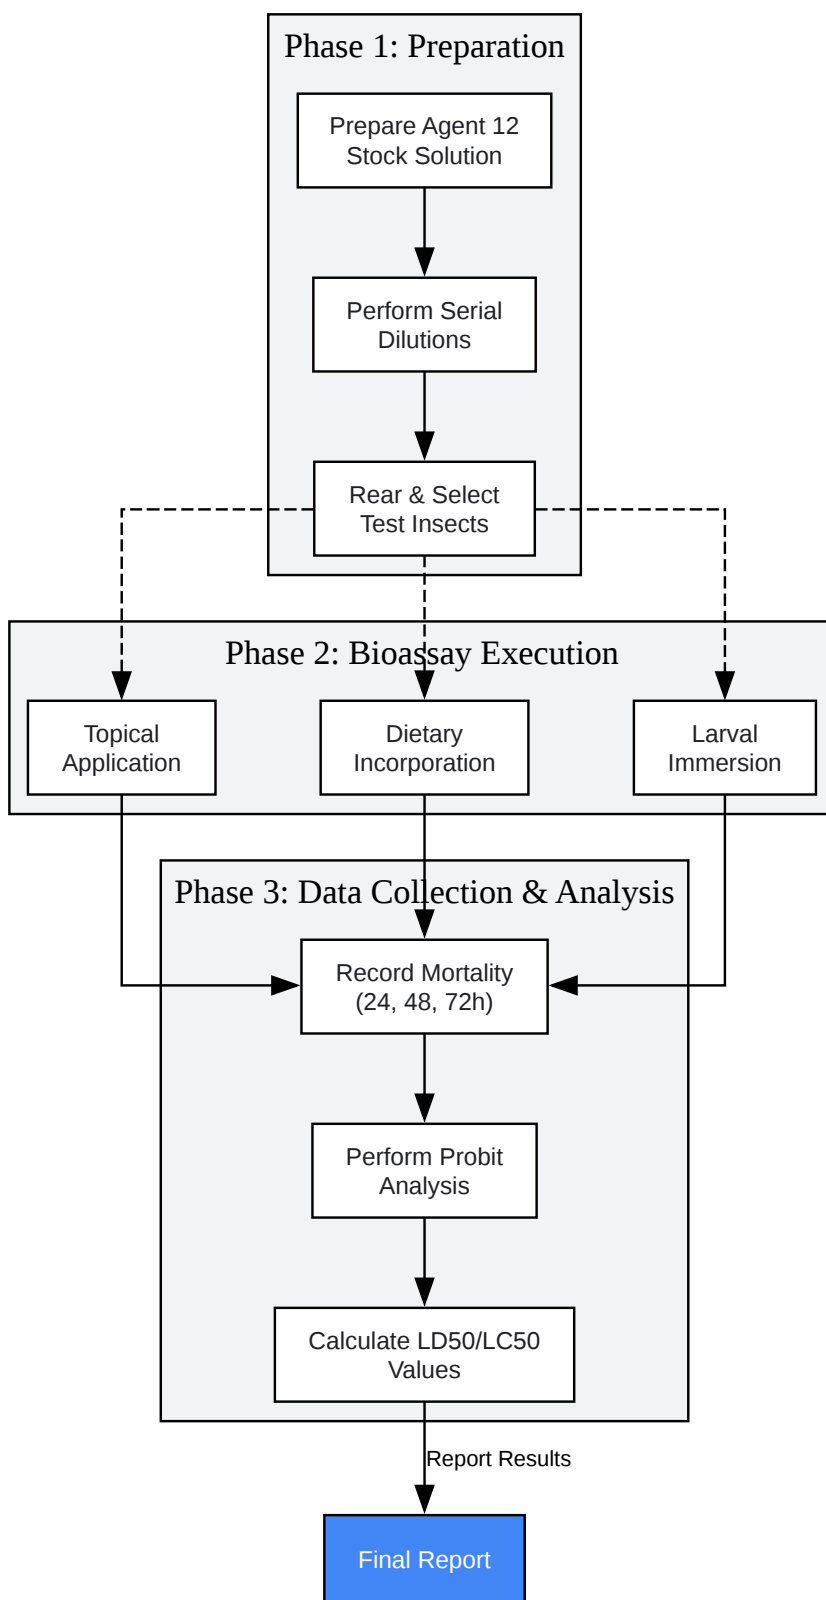 Phase 1: Preparation
Prepare Agent 12
Stock Solution
Perform Serial
Dilutions
Rear & Select
Test Insects
Phase 2: Bioassay Execution
Topical
Application
Dietary
Incorporation
Larval
Immersion
Phase 3: Data Collection & Analysis
Record Mortality
(24, 48, 72h)
Perform Probit
Analysis
Calculate LD50/LC50
Values
Report Results
Final Report